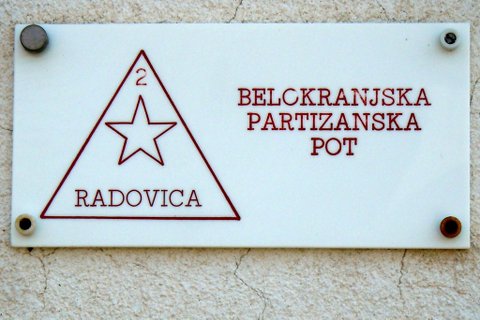 2
RADOVICA
BELOKRANJSKA
PARTIZANSKA
POT